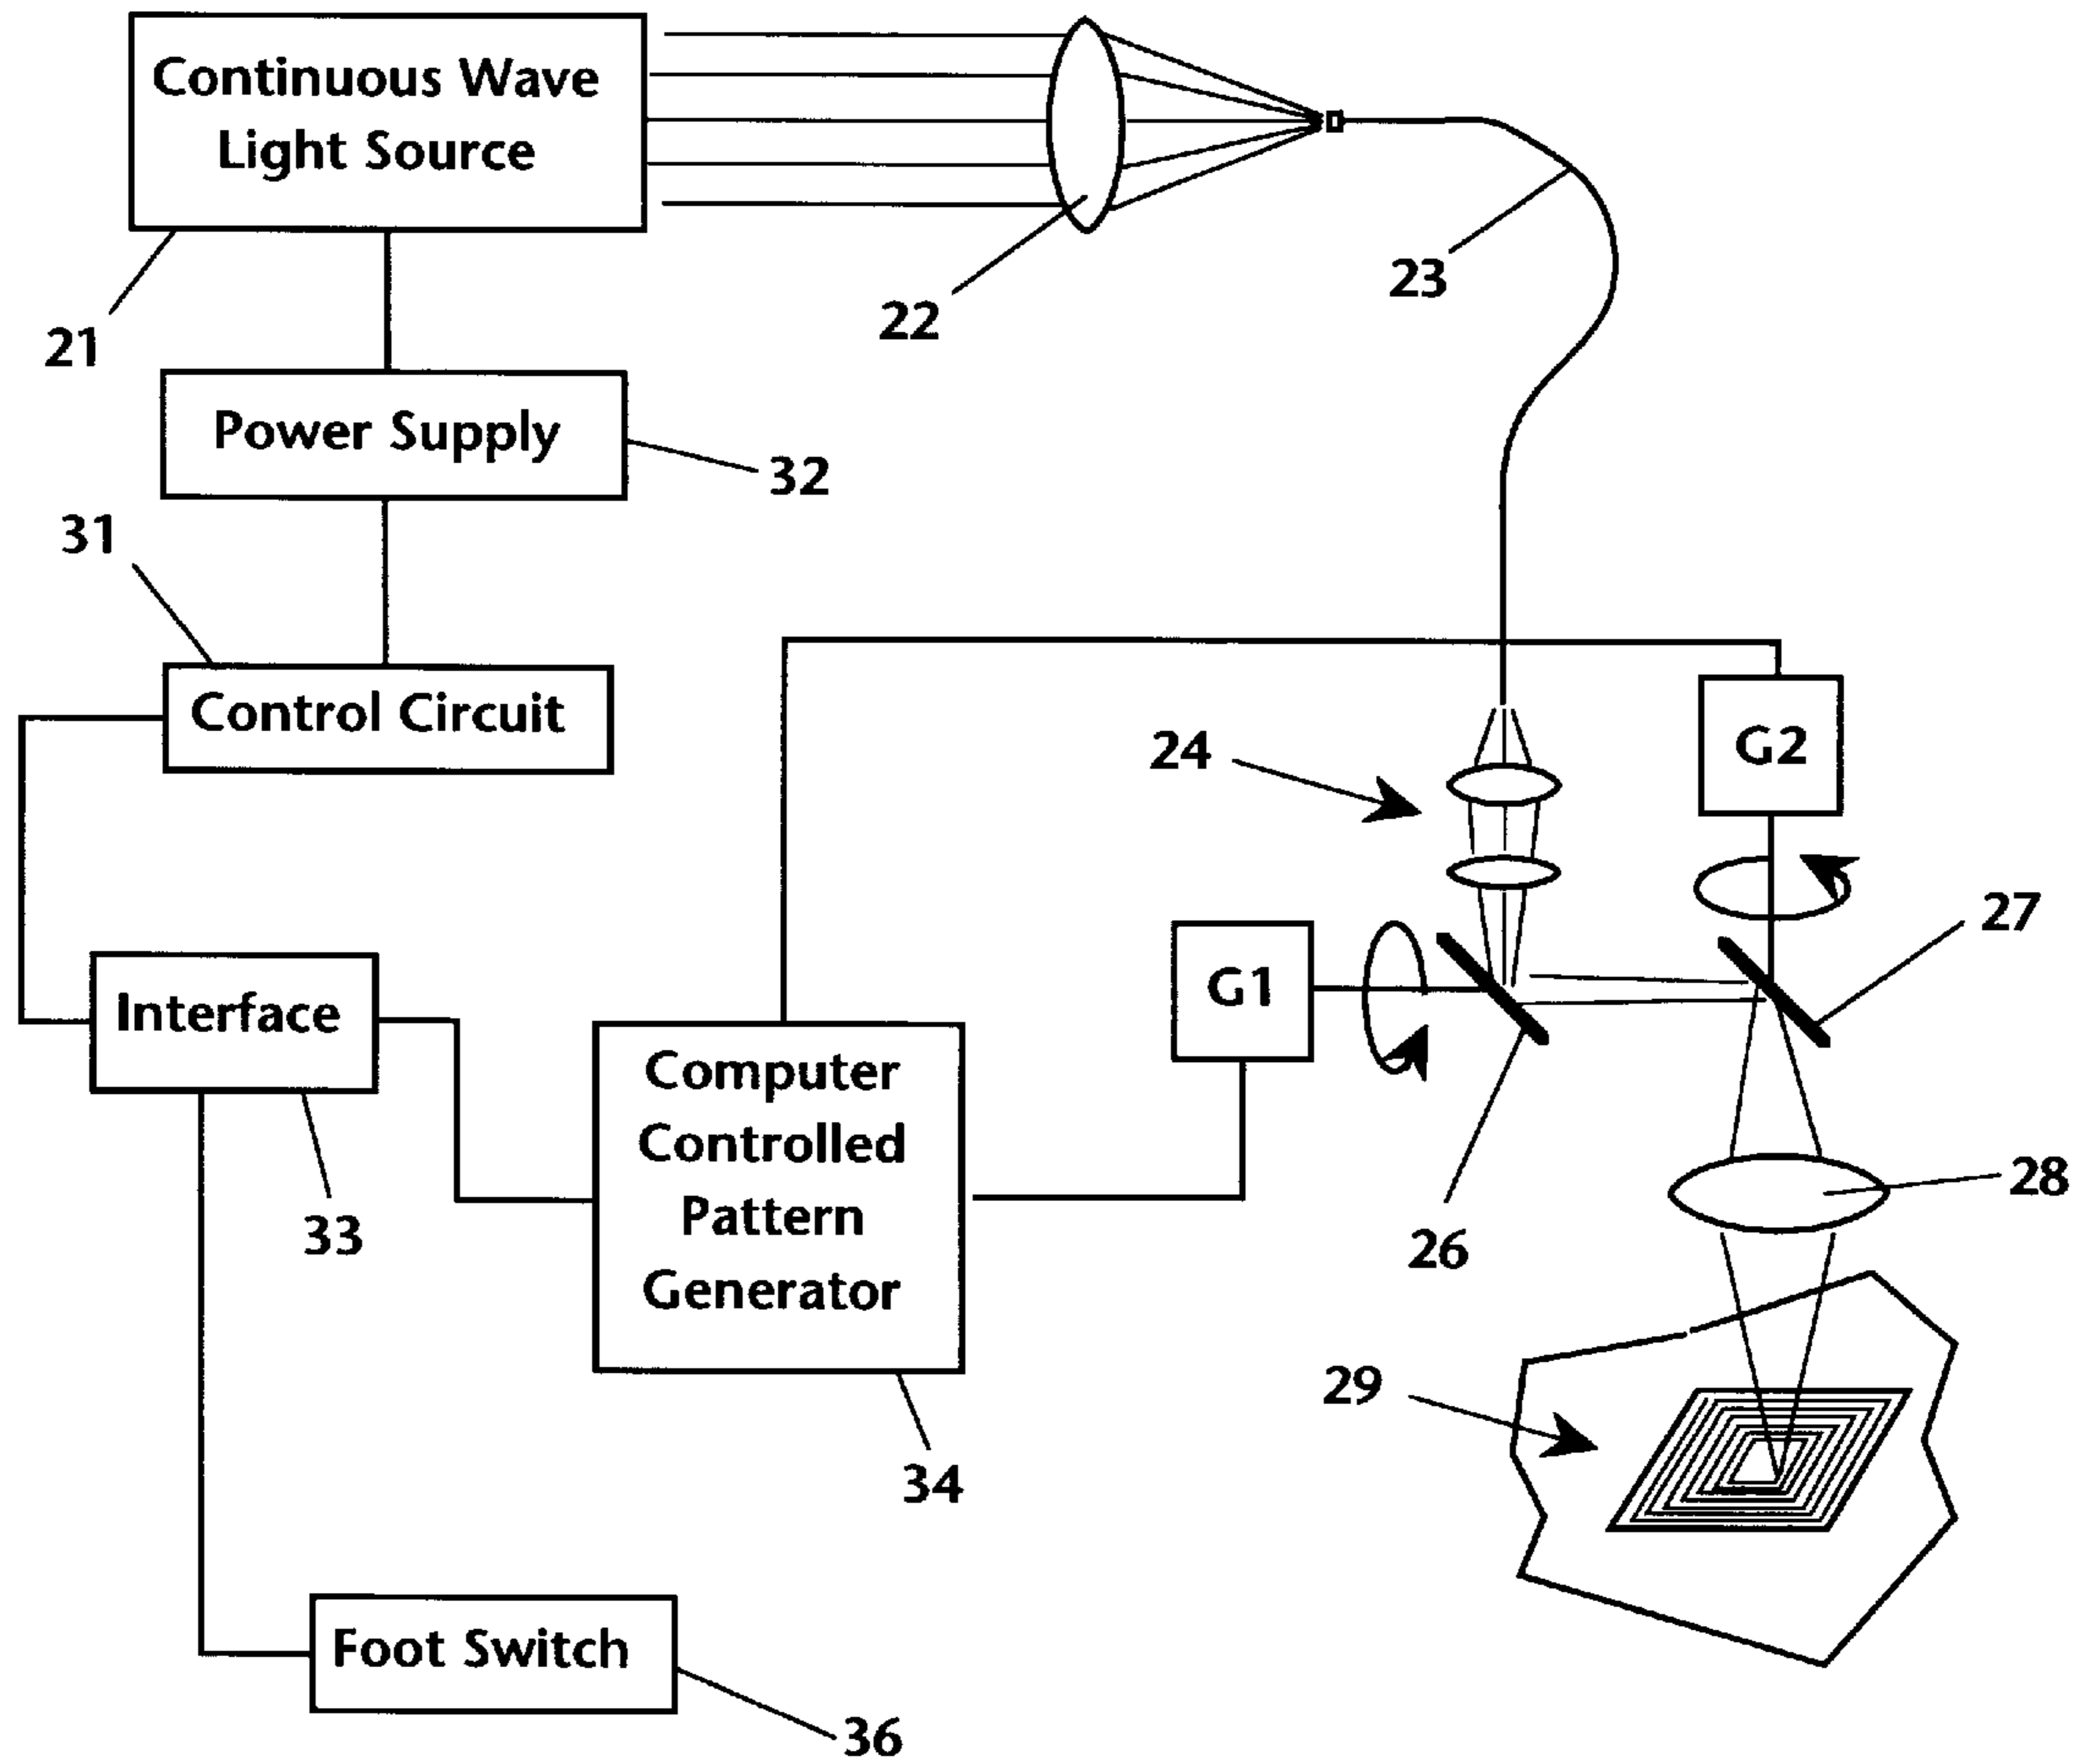 Continuous Wave
Light Source
21
22
23
Power Supply
32
31
Control Circuit
24
G2
27
G1
Interface
33
Computer
Controlled
Pattern
Generator
34
26
28
29
Foot Switch
36